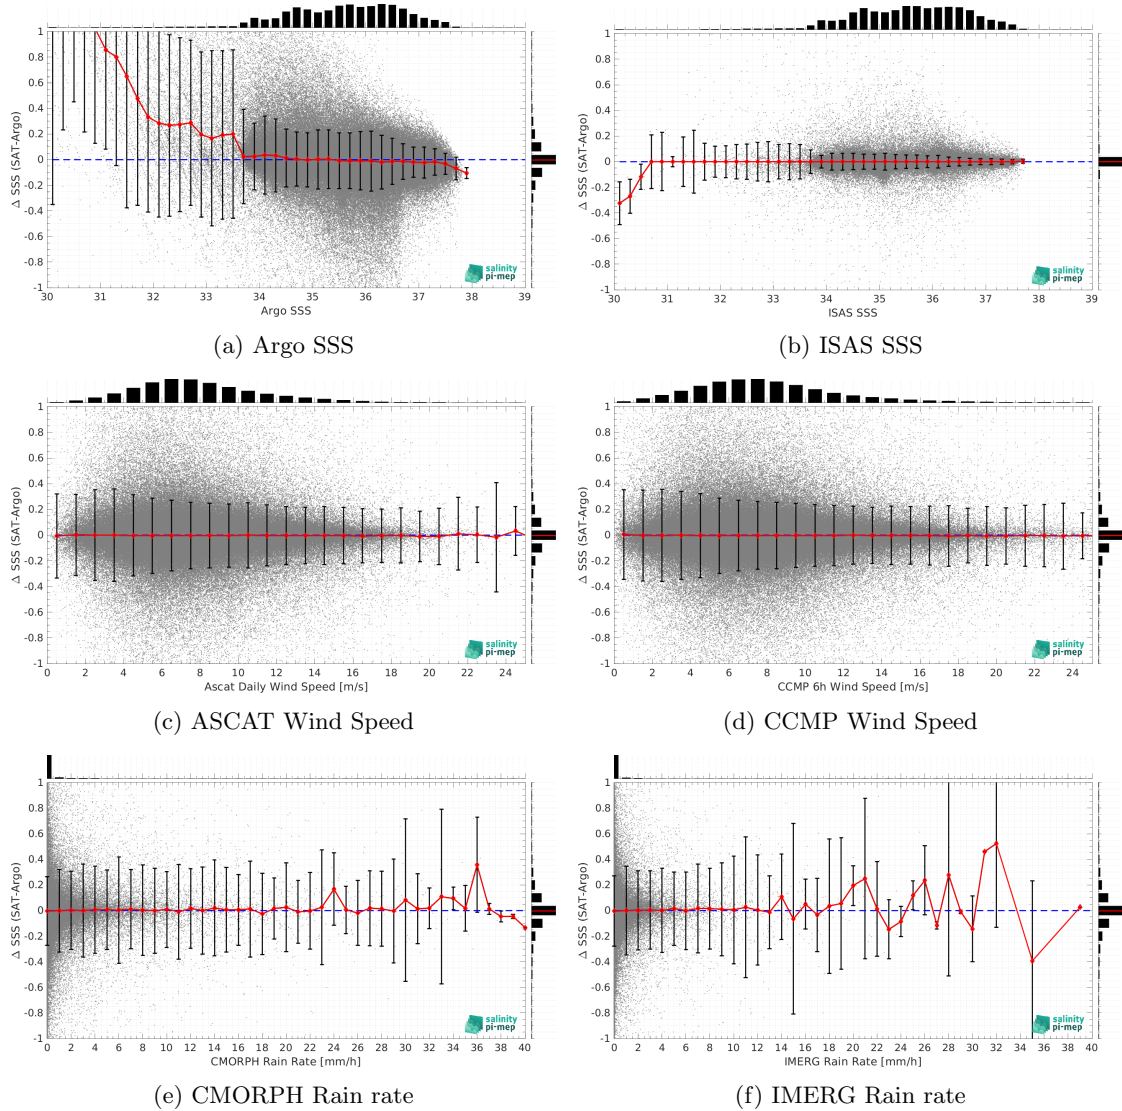 1
0.8
0.6
0.4
0.2
0
-0.2
-0.4
-0.6
-0.8
-1
Δ SSS (SAT-Argo)
30 31 32 33 34 35 36 37 38 39
Argo SSS
salinity
pi-mep
(a) Argo SSS
1
0.8
0.6
0.4
0.2
0
-0.2
-0.4
-0.6
-0.8
-1
Δ SSS (SAT-Argo)
30 31 32 33 34 35 36 37 38 39
ISAS SSS
salinity
pi-mep
(b) ISAS SSS
1
0.8
0.6
0.4
0.2
0
-0.2
-0.4
-0.6
-0.8
-1
Δ SSS (SAT-Argo)
0 2 4 6 8 10 12 14 16 18 20 22 24
Ascat Daily Wind Speed [m/s]
salinity
pi-mep
(c) ASCAT Wind Speed
1
0.8
0.6
0.4
0.2
0
-0.2
-0.4
-0.6
-0.8
-1
Δ SSS (SAT-Argo)
0 2 4 6 8 10 12 14 16 18 20 22 24
CCMP 6h Wind Speed [m/s]
salinity
pi-mep
(d) CCMP Wind Speed
1
0.8
0.6
0.4
0.2
0
-0.2
-0.4
-0.6
-0.8
-1
Δ SSS (SAT-Argo)
0 2 4 6 8 10 12 14 16 18 20 22 24 26 28 30 32 34 36 38 40
CMORPH Rain Rate [mm/h]
salinity
pi-mep
(e) CMORPH Rain rate
1
0.8
0.6
0.4
0.2
0
-0.2
-0.4
-0.6
-0.8
-1
Δ SSS (SAT-Argo)
0 2 4 6 8 10 12 14 16 18 20 22 24 26 28 30 32 34 36 38 40
IMERG Rain Rate [mm/h]
salinity
pi-mep
(f) IMERG Rain rate